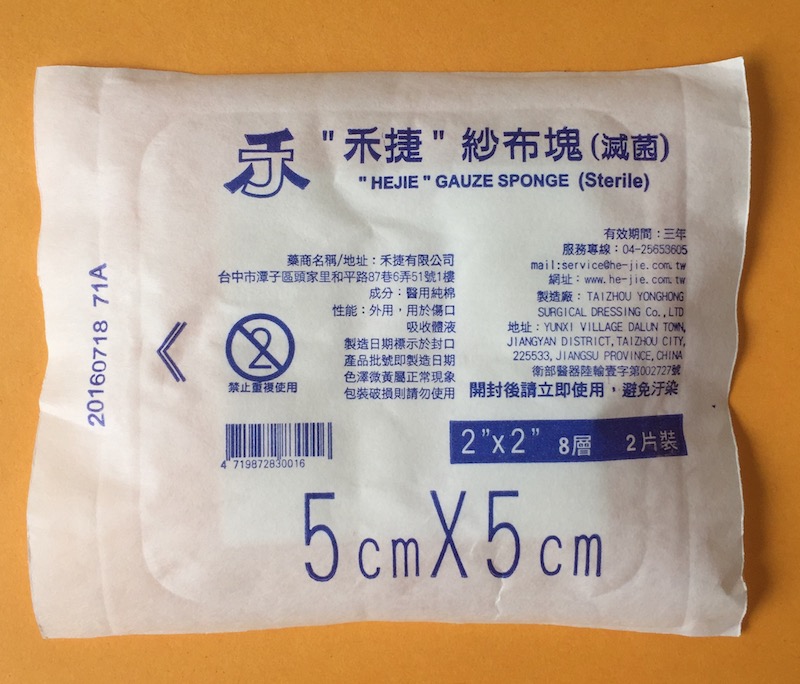 "禾捷" 紗布塊(滅菌)
"HEJIE" GAUZE SPONGE (Sterile)
藥商名稱/地址：禾捷有限公司
台中市潭子區頭家里和平路87巷6弄51號1樓
成分：醫用純棉
性能：外用，用於傷口
吸收體液
製造日期標示於封口
產品批號即製造日期
色澤微黃屬正常現象
包裝破損則請勿使用
2
禁止重複使用
4 719872830016
有效期間：三年
服務專線：04-25653605
mail:service@he-jie.com.tw
網址：www.he-jie.com.tw
製造廠：TAIZHOU YONGHONG
SURGICAL DRESSING Co.,LTD
地址：YUNXI VILLAGE DALUN TOWN,
JIANGYAN DISTRICT, TAIZHOU CITY,
225533, JIANGSU PROVINCE, CHINA
衛部醫器陸輸壹字第002727號
開封後請立即使用，避免汙染
2"x2" 8層 2片裝
5cmX5cm
20160718 71A